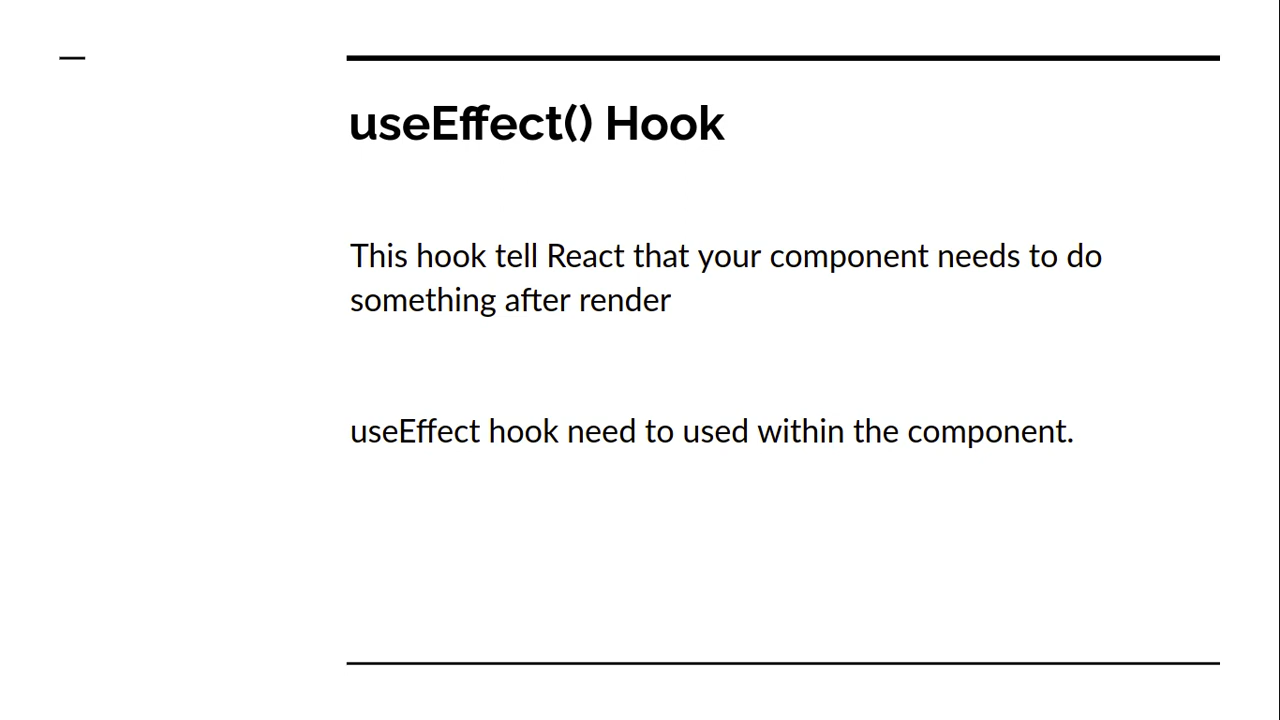 useEffect() Hook
This hook tell React that your component needs to do
something after render
useEffect hook need to used within the component.